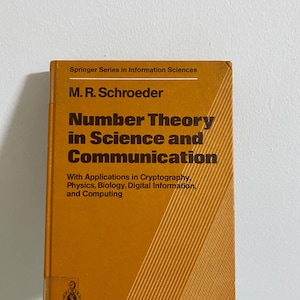 Springer Series in Information Sciences
M. R. Schroeder
Number Theory
in Science and
Communication
With Applications in Cryptography,
Physics, Biology, Digital Information,
and Computing